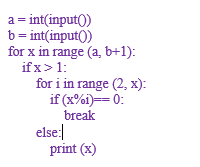 a = int(input())
b = int(input())
for x in range (a, b+1):
    if x > 1:
        for i in range (2, x):
            if (x%i)== 0:
                break
        else:
            print (x)